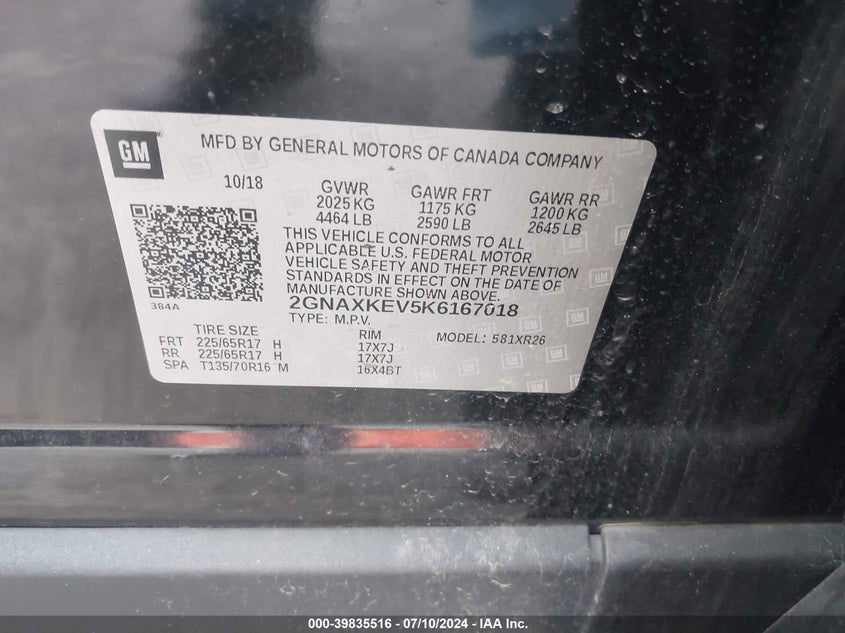 GM
MFD BY GENERAL MOTORS OF CANADA COMPANY
10/18 GVWR GAWR FRT GAWR RR
2025 KG 1175 KG 1200 KG
4464 LB 2590 LB 2645 LB
THIS VEHICLE CONFORMS TO ALL
APPLICABLE U.S. FEDERAL MOTOR
VEHICLE SAFETY AND THEFT PREVENTION
STANDARDS IN EFFECT ON THE DATE OF
MANUFACTURE SHOWN ABOVE.
384A 2GNAXKEV5K6167018
TYPE: M.P.V. MODEL: 581XR26
TIRE SIZE RIM
FRT 225/65R17 H 17X7J
RR 225/65R17 H 17X7J
SPA T135/70R16 M 16X4BT
000-39835516 - 07/10/2024 - IAA Inc.